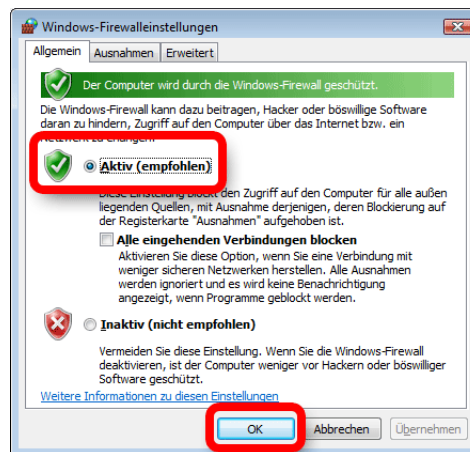 Windows-Firewalleinstellungen
Allgemein Ausnahmen Erweitert
Der Computer wird durch die Windows-Firewall geschützt.
Die Windows-Firewall kann dazu beitragen, Hacker oder böswillige Software
daran zu hindern, Zugriff auf den Computer über das Internet bzw. ein
Aktiv (empfohlen)
Diese Einstellung blockt den Zugriff auf den Computer für alle außen
liegenden Quellen, mit Ausnahme derjenigen, deren Blockierung auf
der Registerkarte "Ausnahmen" aufgehoben ist.
Alle eingehenden Verbindungen blocken
Aktivieren Sie diese Option, wenn Sie eine Verbindung mit
weniger sicheren Netzwerken herstellen. Alle Ausnahmen
werden ignoriert und es wird keine Benachrichtigung
angezeigt, wenn Programme geblockt werden.
Inaktiv (nicht empfohlen)
Vermeiden Sie diese Einstellung. Wenn Sie die Windows-Firewall
deaktivieren, ist der Computer weniger vor Hackern oder böswilliger
Software geschützt.
Weitere Informationen zu diesen Einstellungen
OK Abbrechen Übernehmen